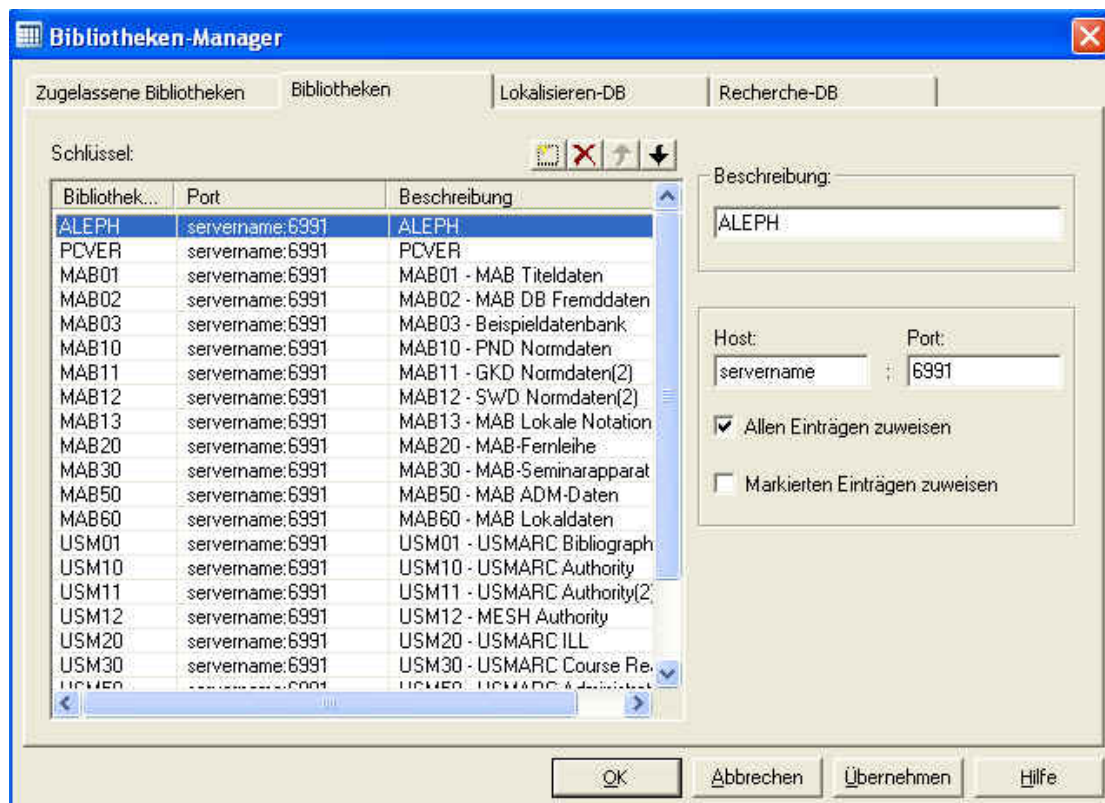 Bibliotheken-Manager
Zugelassene Bibliotheken Bibliotheken Lokalisieren-DB Recherche-DB
Schlüssel:
Bibliothek... Port Beschreibung
ALEPH servername:6991 ALEPH
PCVER servername:6991 PCVER
MAB01 servername:6991 MAB01 - MAB Titeldaten
MAB02 servername:6991 MAB02 - MAB DB Fremddaten
MAB03 servername:6991 MAB03 - Beispieldatenbank
MAB10 servername:6991 MAB10 - PND Normdaten
MAB11 servername:6991 MAB11 - GKD Normdaten(2)
MAB12 servername:6991 MAB12 - SWD Normdaten(2)
MAB13 servername:6991 MAB13 - MAB Lokale Notation
MAB20 servername:6991 MAB20 - MAB-Fernleihe
MAB30 servername:6991 MAB30 - MAB-Seminarapparat
MAB50 servername:6991 MAB50 - MAB ADM-Daten
MAB60 servername:6991 MAB60 - MAB Lokaldaten
USM01 servername:6991 USM01 - USMARC Bibliograph
USM10 servername:6991 USM10 - USMARC Authority
USM11 servername:6991 USM11 - USMARC Authority(2)
USM12 servername:6991 USM12 - MESH Authority
USM20 servername:6991 USM20 - USMARC ILL
USM30 servername:6991 USM30 - USMARC Course Re
Beschreibung:
ALEPH
Host: Port:
servername : 6991
Allen Einträgen zuweisen
Markierten Einträgen zuweisen
OK Abbrechen Übernehmen Hilfe